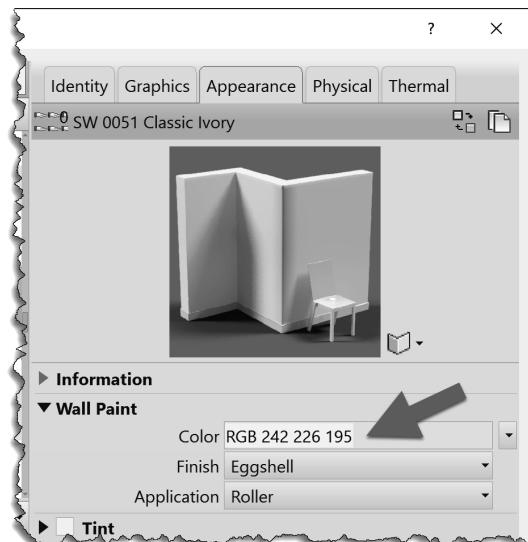 ?
Identity Graphics Appearance Physical Thermal
0 SW 0051 Classic Ivory
Information
Wall Paint
Color RGB 242 226 195
Finish Eggshell
Application Roller
Tint